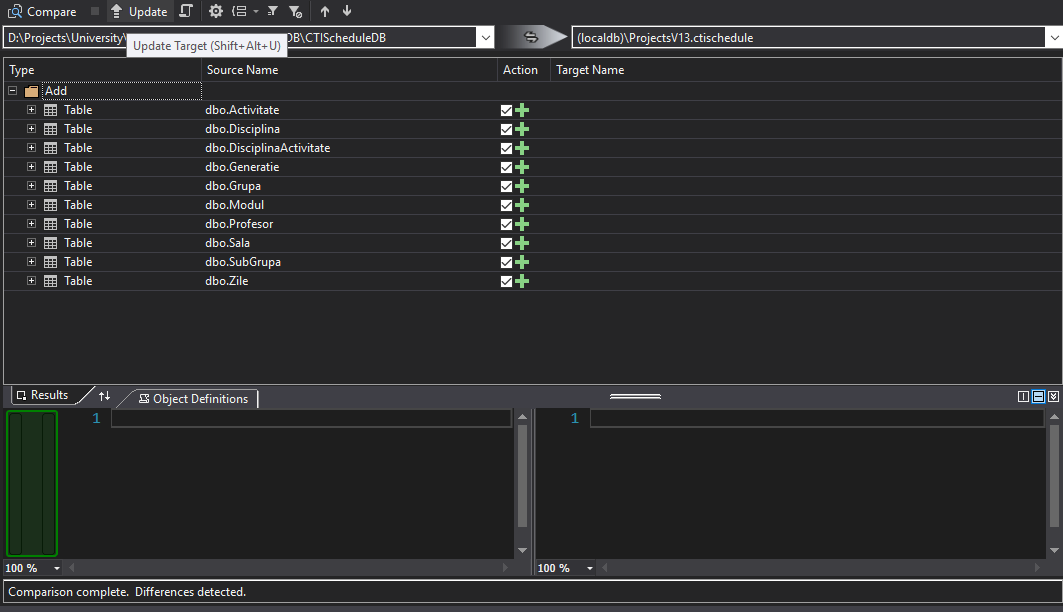 Compare Update
D:\Projects\University\ DB\CTIScheduleDB (localdb)\ProjectsV13.ctischedule
Update Target (Shift+Alt+U)
Type Source Name Action Target Name
Add
Table dbo.Activitate
Table dbo.Disciplina
Table dbo.DisciplinaActivitate
Table dbo.Generatie
Table dbo.Grupa
Table dbo.Modul
Table dbo.Profesor
Table dbo.Sala
Table dbo.SubGrupa
Table dbo.Zile
Results Object Definitions
1 1
100 % 100 %
Comparison complete. Differences detected.